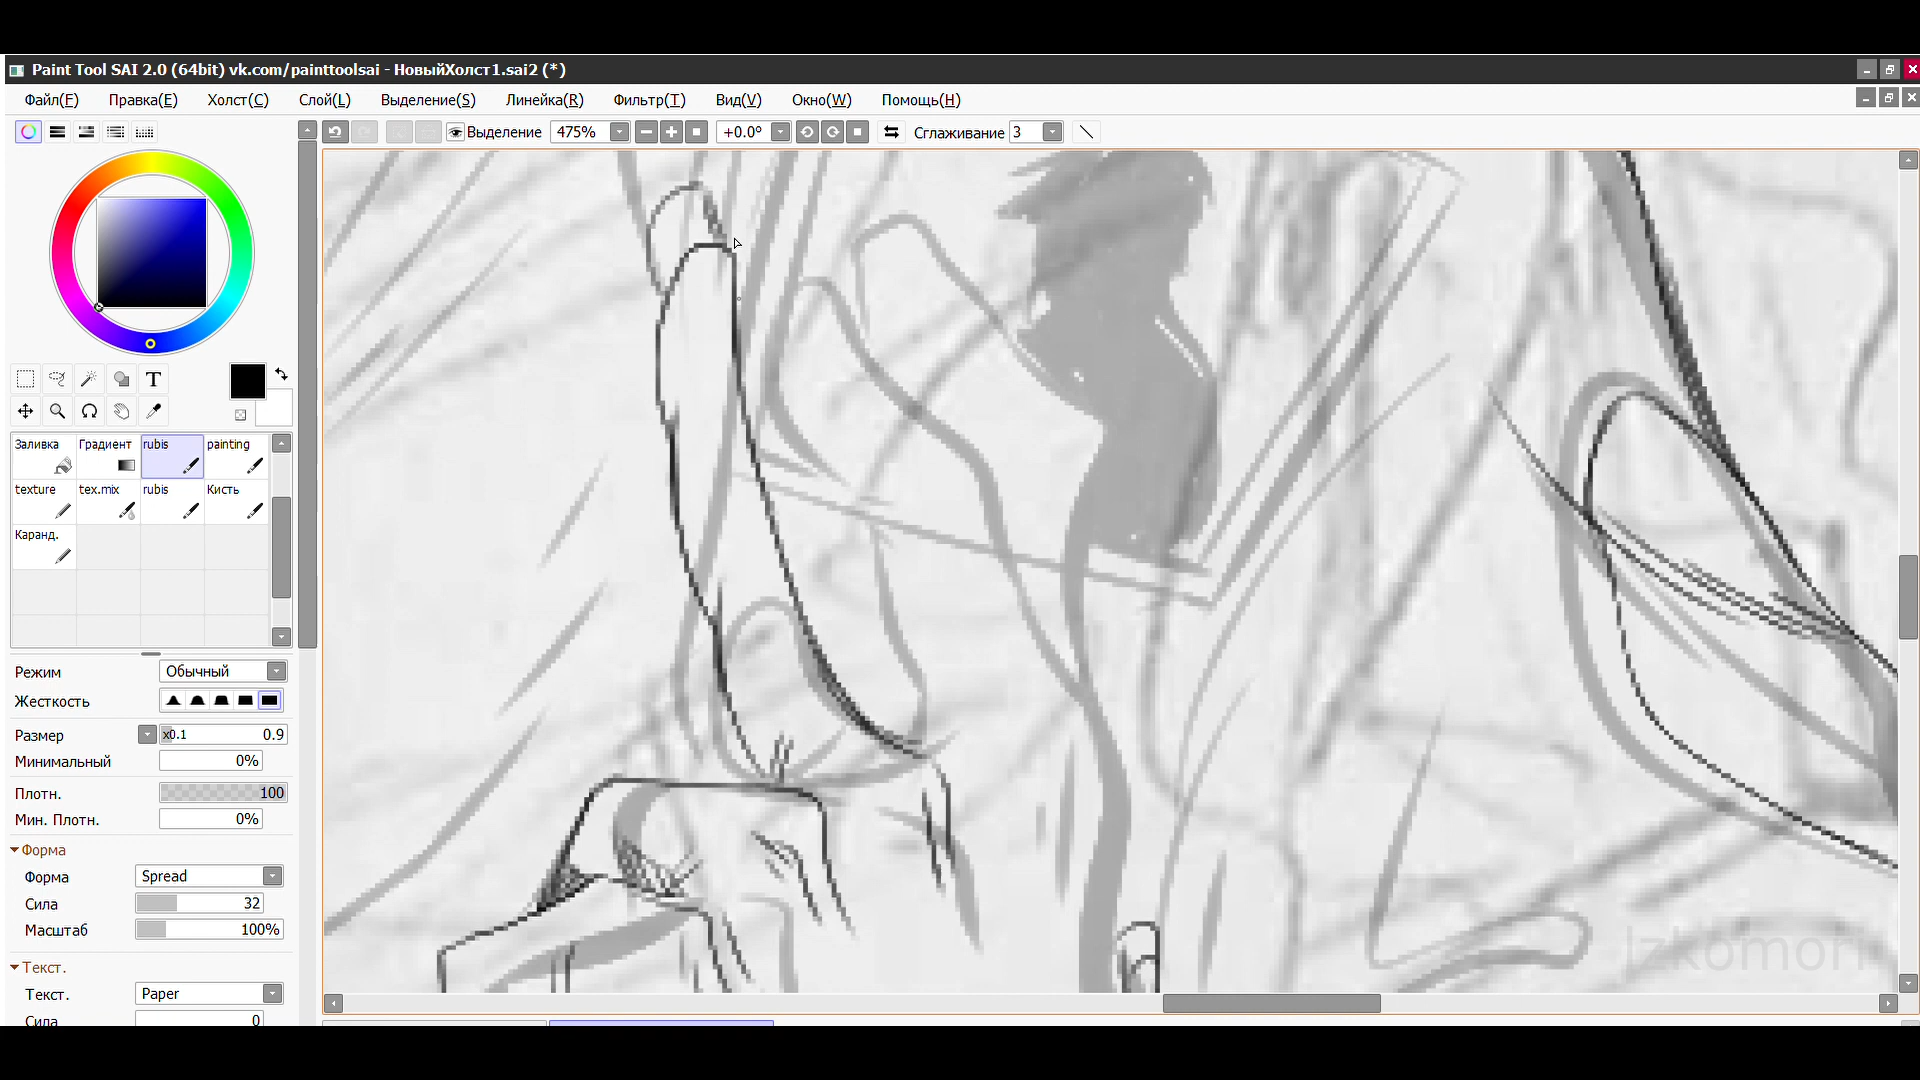 Paint Tool SAI 2.0 (64bit) vk.com/painttoolsai - НовыйХолст1.sai2 (*)
Файл(F) Правка(E) Холст(C) Слой(L) Выделение(S) Линейка(R) Фильтр(T) Вид(V) Окно(W) Помощь(H)
Выделение 475% +0.0° Сглаживание 3
T
Заливка Градиент rubis painting
texture tex.mix rubis Кисть
Каранд.
Режим Обычный
Жесткость
Размер x0.1 0.9
Минимальный 0%
Плотн. 100
Мин. Плотн. 0%
Форма
Форма Spread
Сила 32
Масштаб 100%
Текст.
Текст. Paper
Сила 0
Izkomori